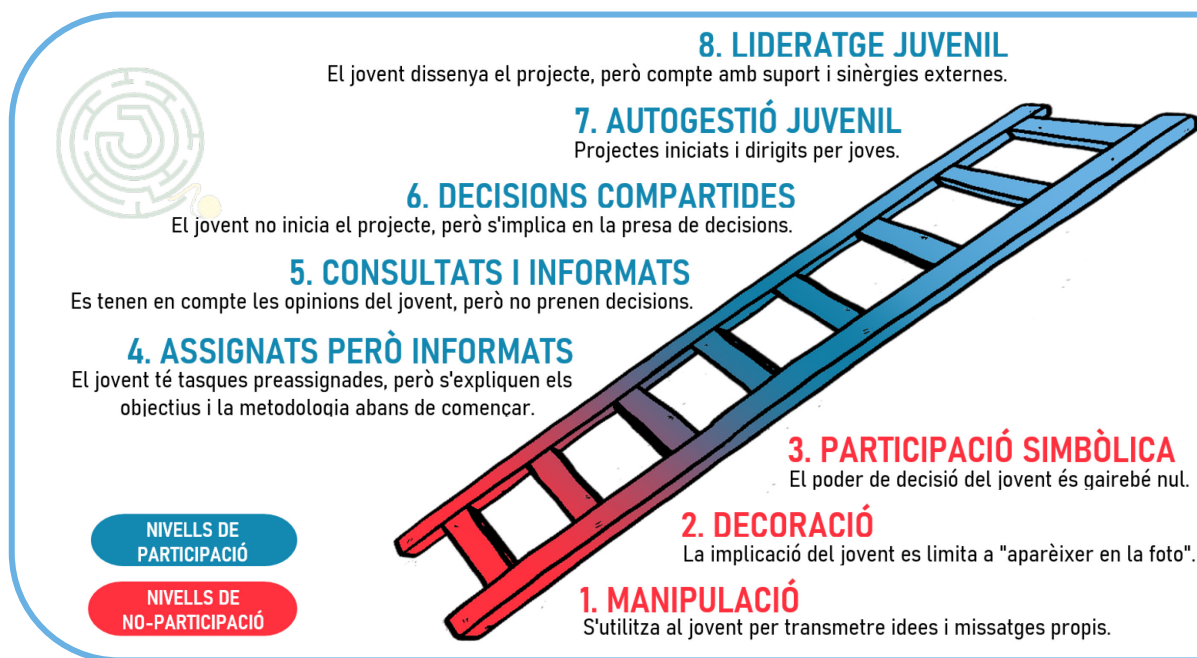 8. LIDERATGE JUVENIL
El jovent dissenya el projecte, però compte amb suport i sinèrgies externes.
7. AUTOGESTIÓ JUVENIL
Projectes iniciats i dirigits per joves.
6. DECISIONS COMPARTIDES
El jovent no inicia el projecte, però s'implica en la presa de decisions.
5. CONSULTATS I INFORMATS
Es tenen en compte les opinions del jovent, però no prenen decisions.
4. ASSIGNATS PERÒ INFORMATS
El jovent té tasques preassignades, però s'expliquen els
objectius i la metodologia abans de començar.
3. PARTICIPACIÓ SIMBÒLICA
El poder de decisió del jovent és gairebé nul.
2. DECORACIÓ
La implicació del jovent es limita a "aparèixer en la foto".
1. MANIPULACIÓ
S'utilitza al jovent per transmetre idees i missatges propis.
NIVELLS DE
PARTICIPACIÓ
NIVELLS DE
NO-PARTICIPACIÓ